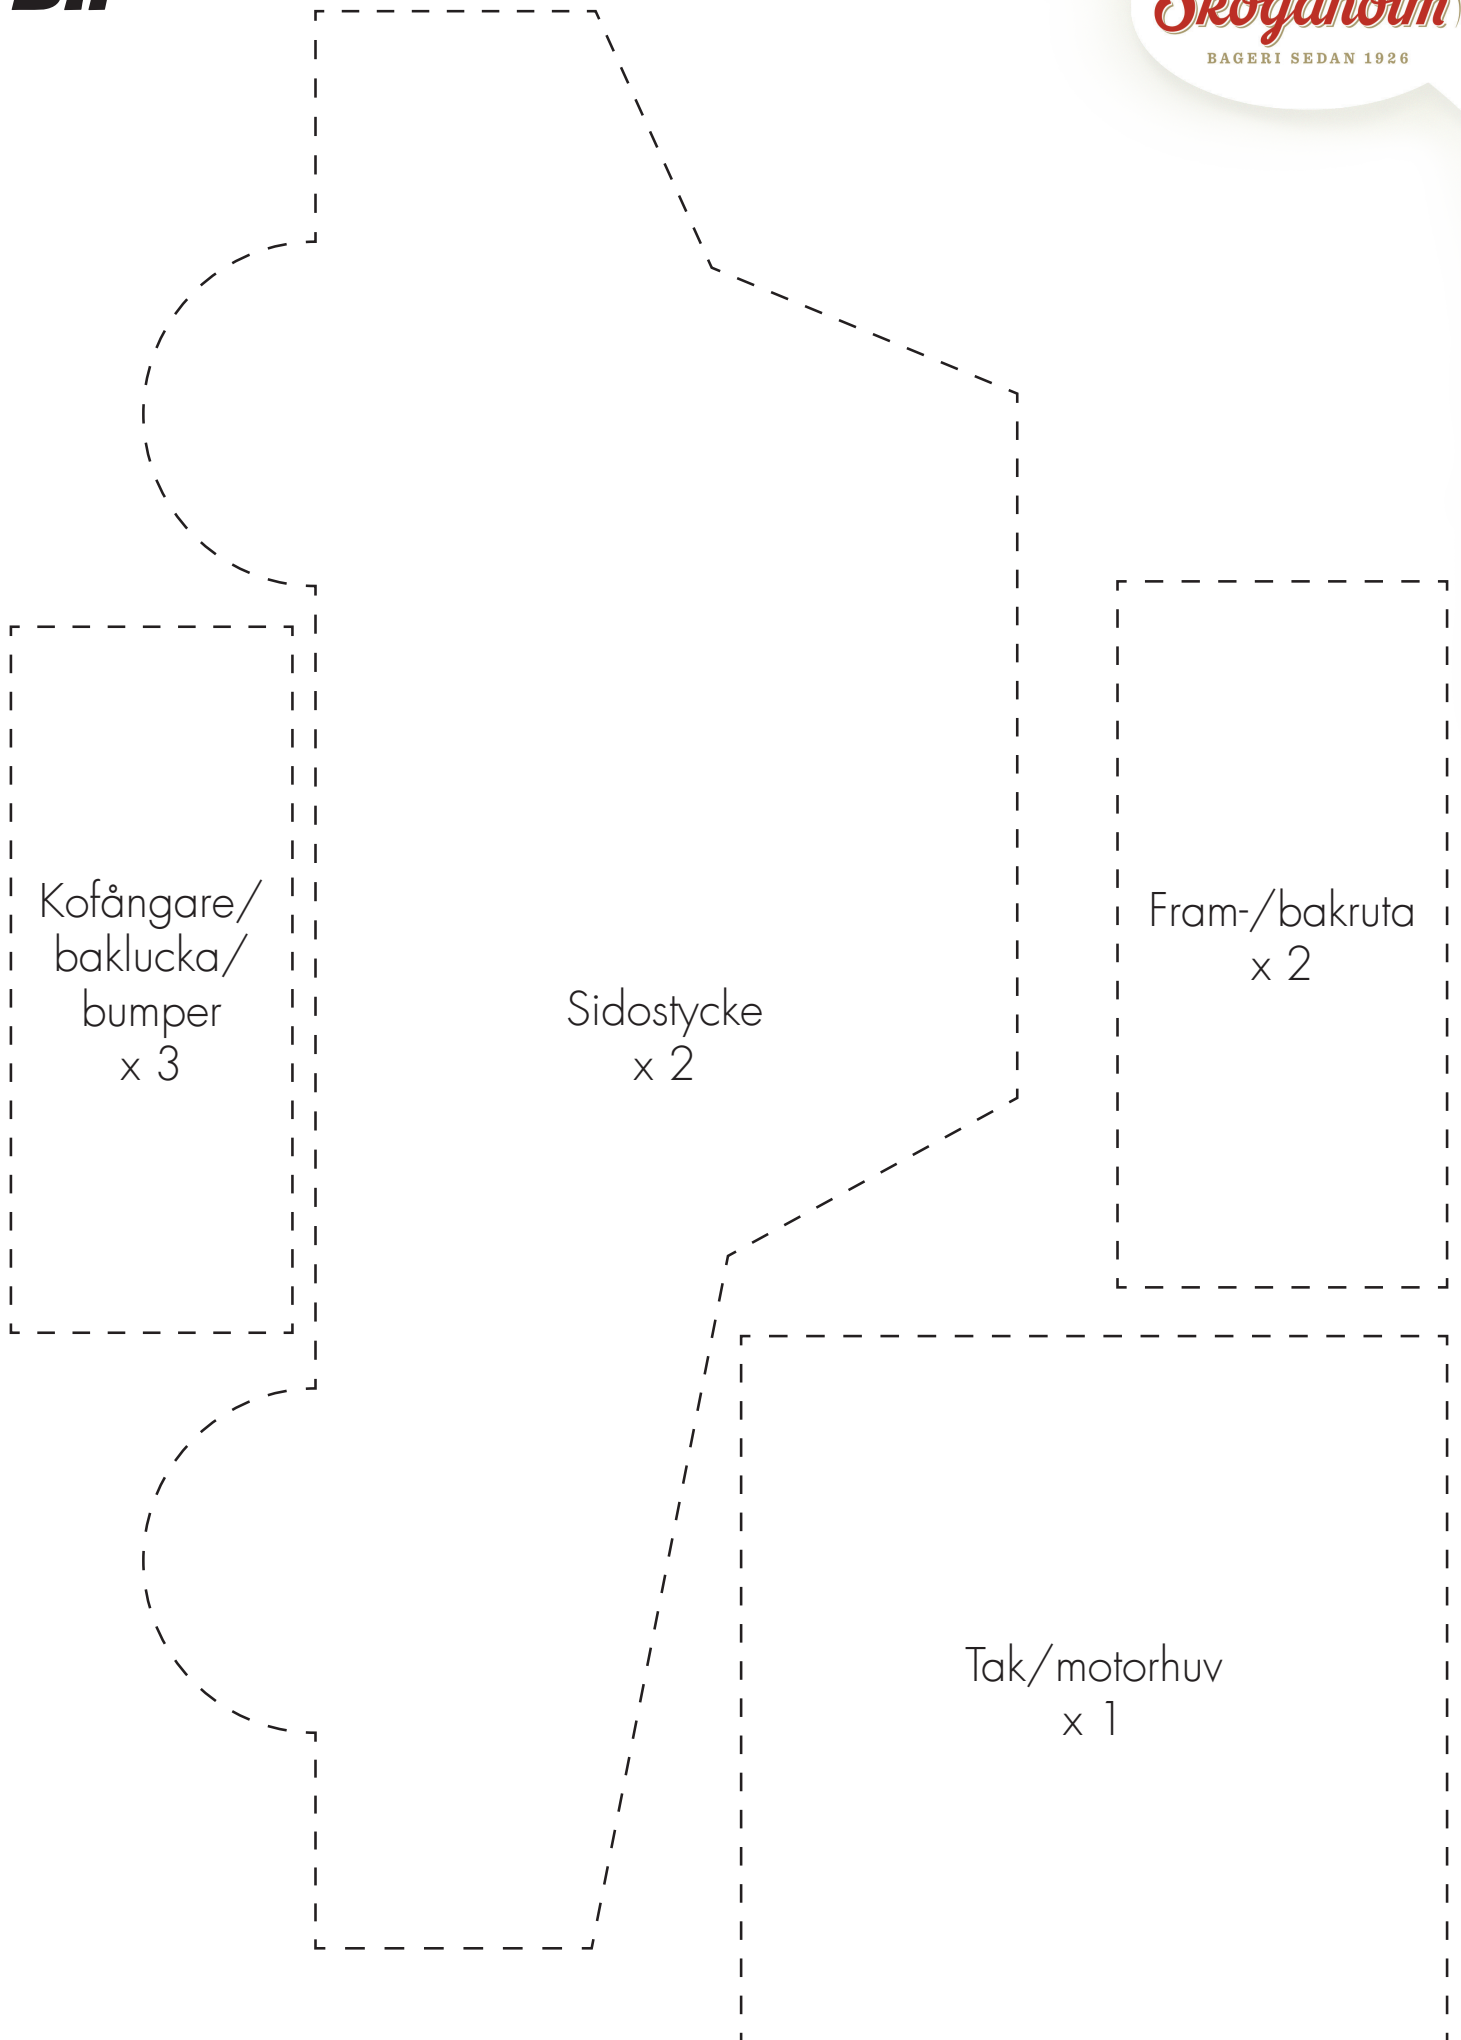 Skogaholm
BAGERI SEDAN 1926
Kofångare/
baklucka/
bumper
x 3
Sidostycke
x 2
Fram-/bakruta
x 2
Tak/motorhuv
x 1